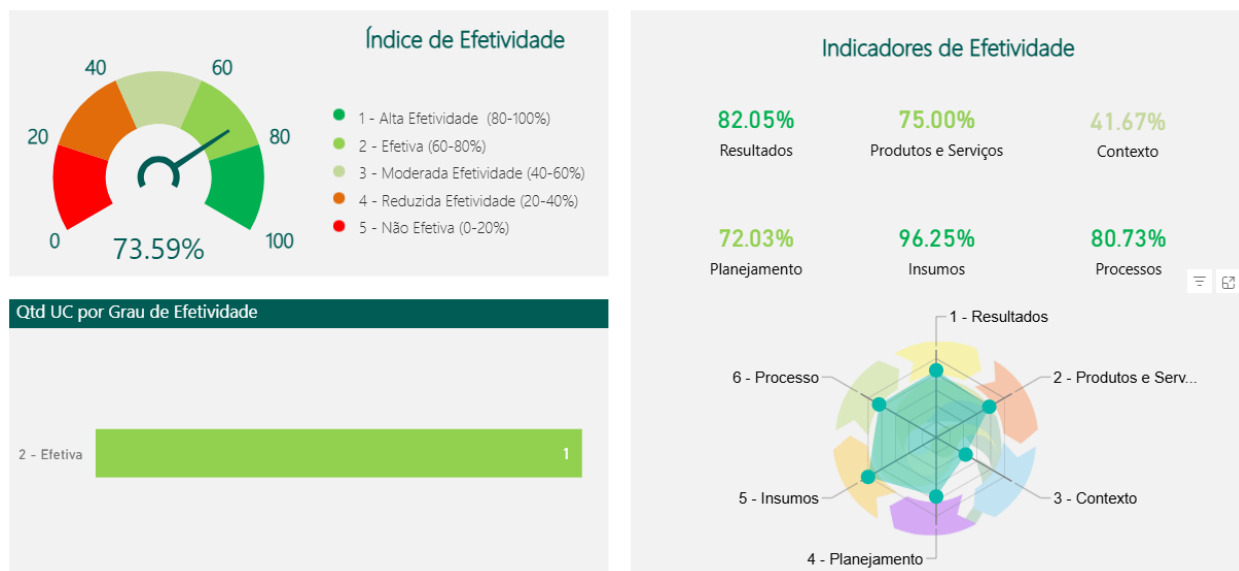 Índice de Efetividade
0
20
40
60
80
100
73.59%
1 - Alta Efetividade (80-100%)
2 - Efetiva (60-80%)
3 - Moderada Efetividade (40-60%)
4 - Reduzida Efetividade (20-40%)
5 - Não Efetiva (0-20%)
Qtd UC por Grau de Efetividade
2 - Efetiva
1
Indicadores de Efetividade
82.05%
Resultados
75.00%
Produtos e Serviços
41.67%
Contexto
72.03%
Planejamento
96.25%
Insumos
80.73%
Processos
1 - Resultados
2 - Produtos e Serv...
3 - Contexto
4 - Planejamento
5 - Insumos
6 - Processo